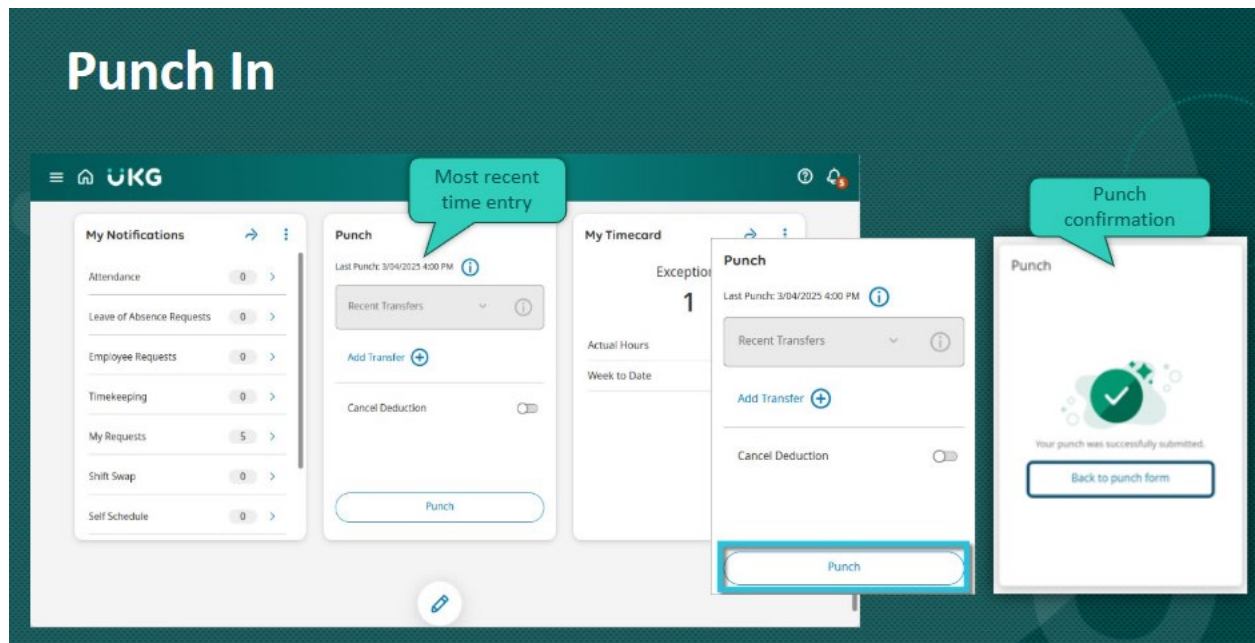 Punch In
UKG
5
Most recent
time entry
My Notifications
Attendance 0
Leave of Absence Requests 0
Employee Requests 0
Timekeeping 0
My Requests 5
Shift Swap 0
Self Schedule 0
Punch
Last Punch: 3/04/2025 4:00 PM
Recent Transfers
Add Transfer
Cancel Deduction
Punch
My Timecard
Exceptio
1
Actual Hours
Week to Date
Punch
Last Punch: 3/04/2025 4:00 PM
Recent Transfers
Add Transfer
Cancel Deduction
Punch
Punch
confirmation
Punch
Your punch was successfully submitted.
Back to punch form